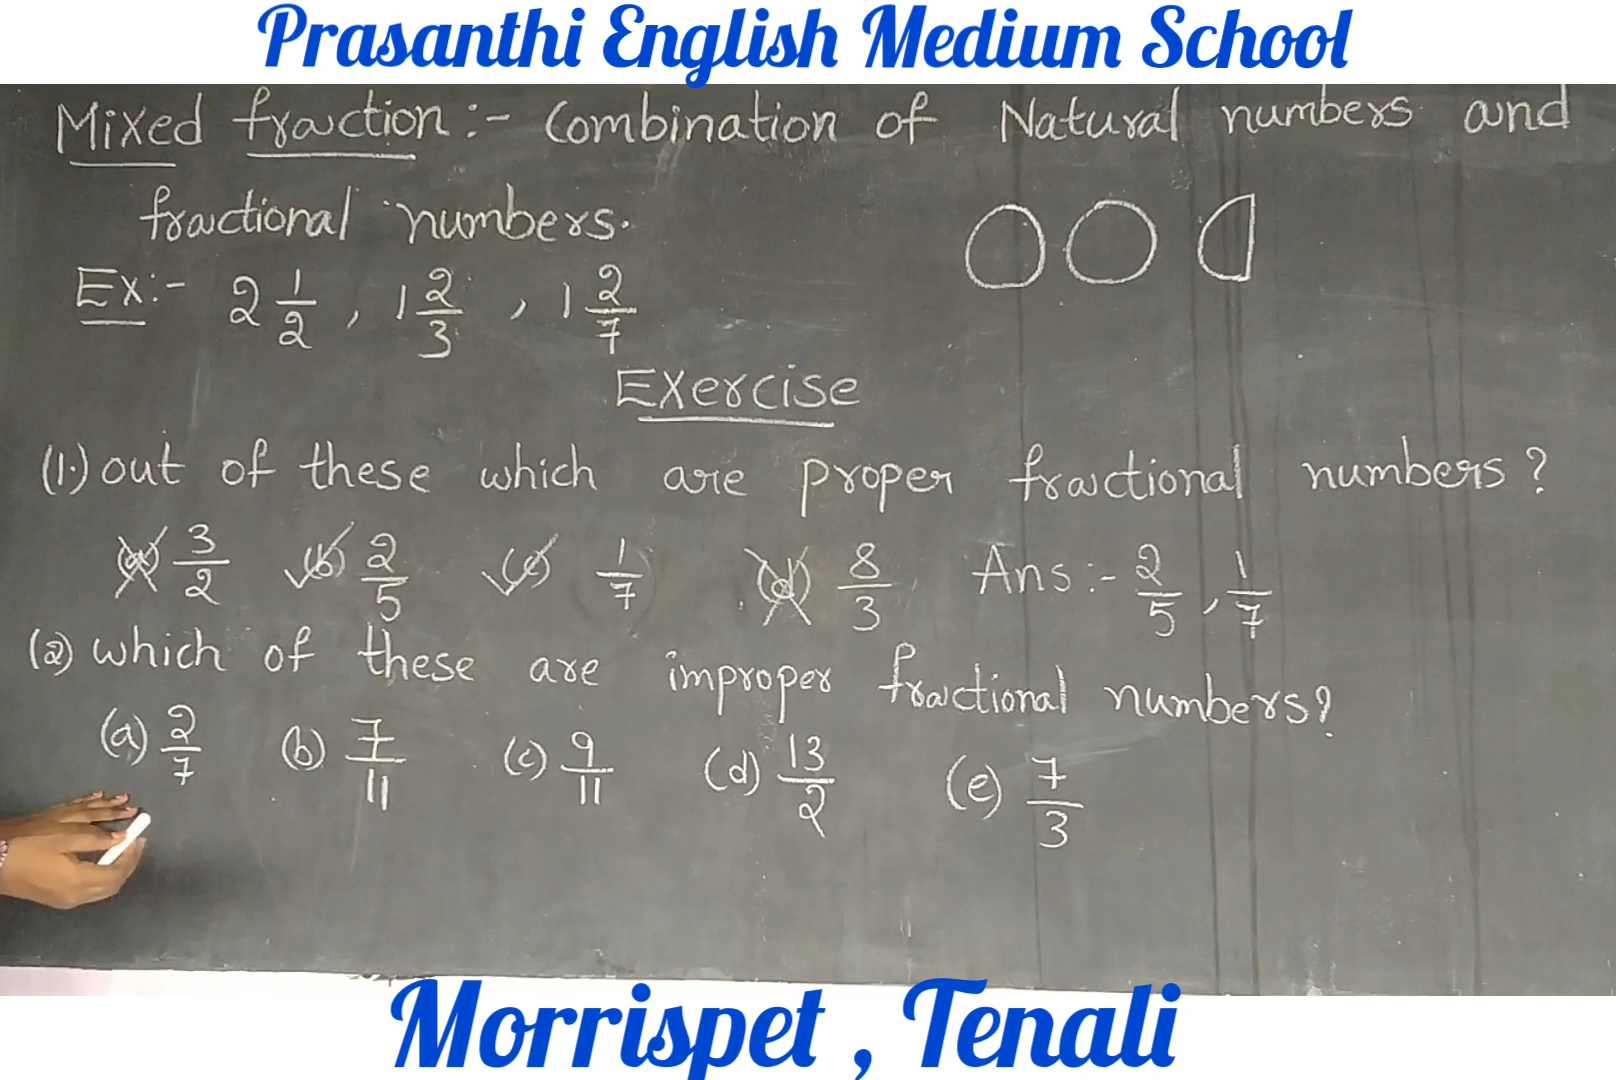 Prasanthi English Medium School
Mixed fraction :- Combination of Natural numbers and
fractional numbers.
Ex:- 2 1/2 , 1 2/3 , 1 2/7
Exercise
(1.) out of these which are proper fractional numbers?
(a) 3/2 (b) 2/5 (c) 1/7 (d) 8/3 Ans:- 2/5 , 1/7
(2) which of these are improper fractional numbers?
(a) 2/7 (b) 7/11 (c) 9/11 (d) 13/2 (e) 7/3
Morrispet , Tenali